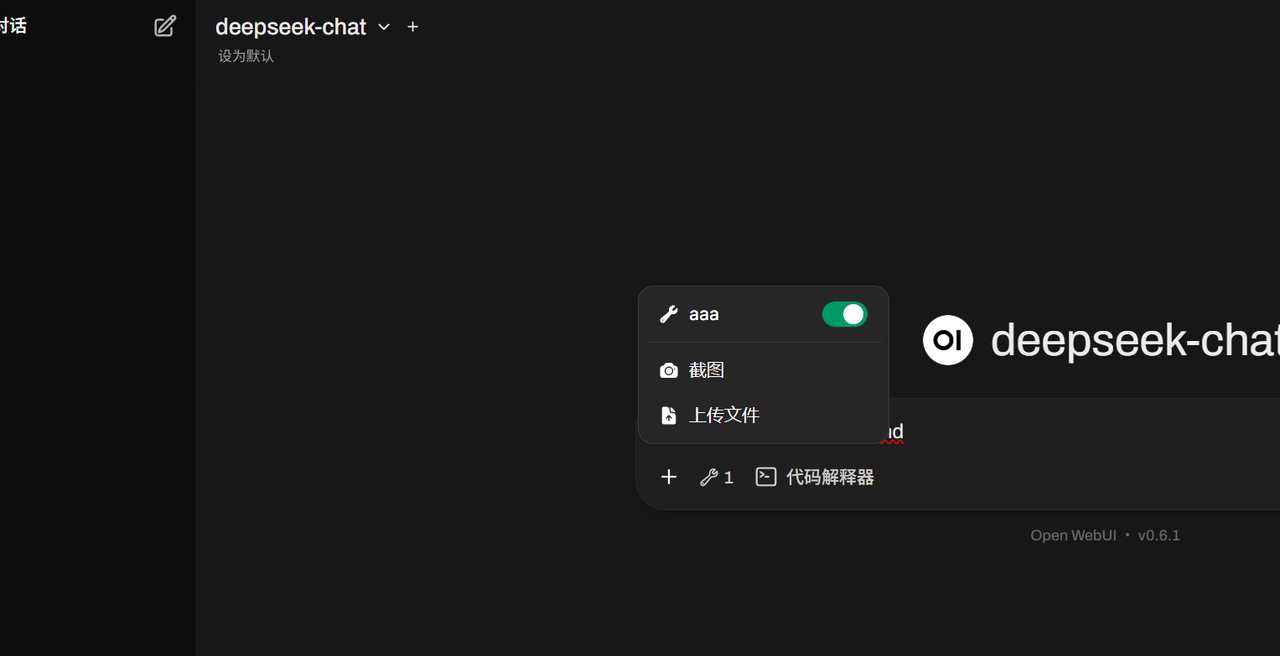 对话
deepseek-chat
设为默认
aaa
截图
上传文件
OI deepseek-chat
1 代码解释器
Open WebUI • v0.6.1